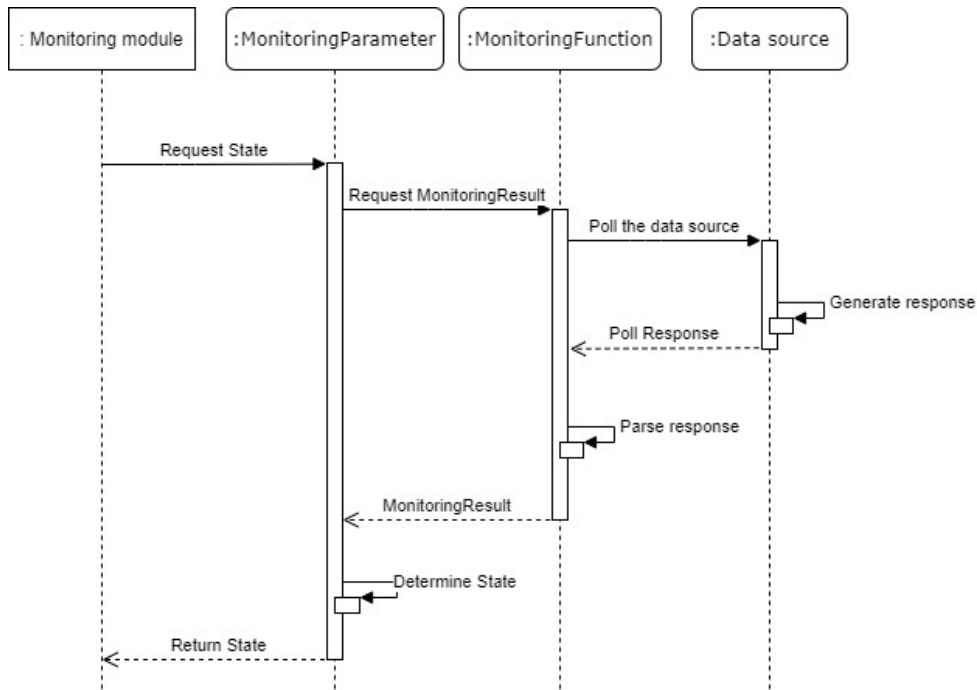 : Monitoring module
:MonitoringParameter
:MonitoringFunction
:Data source
Request State
Request MonitoringResult
Poll the data source
Generate response
Poll Response
Parse response
MonitoringResult
Determine State
Return State